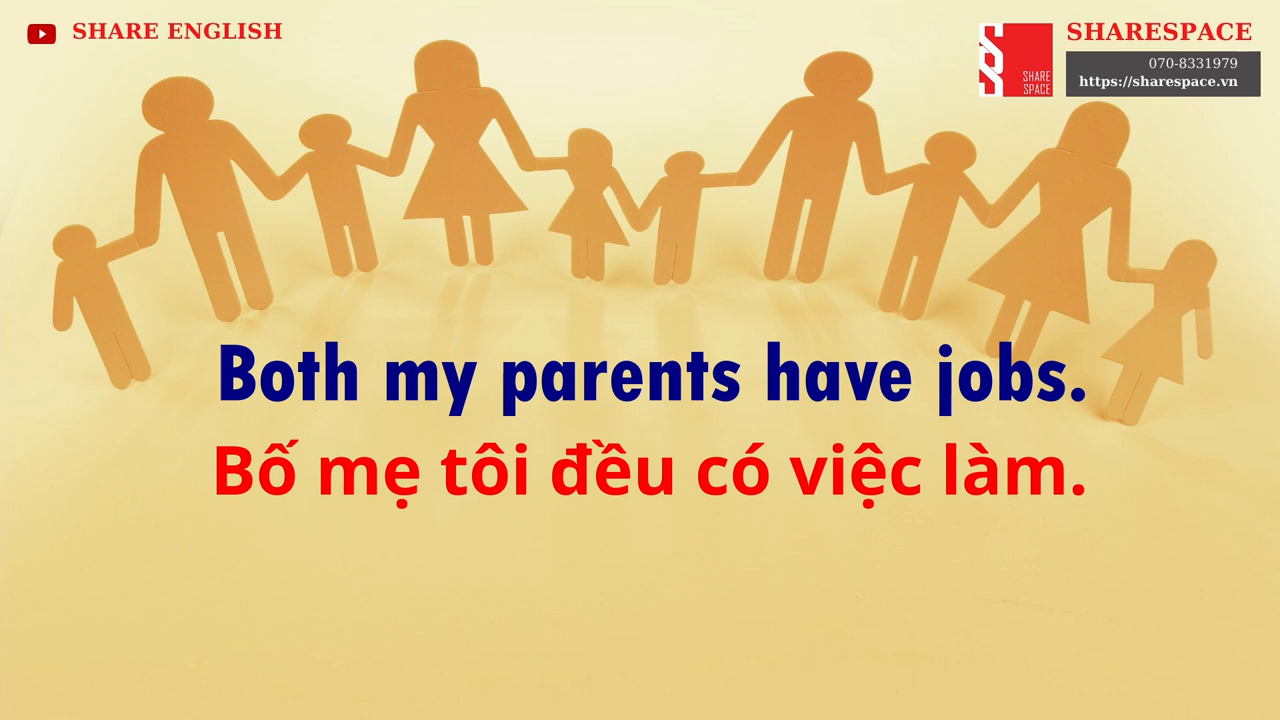 SHARE ENGLISH
SHARESPACE
070-8331979
https://sharespace.vn
SHARE
SPACE
Both my parents have jobs.
Bố mẹ tôi đều có việc làm.